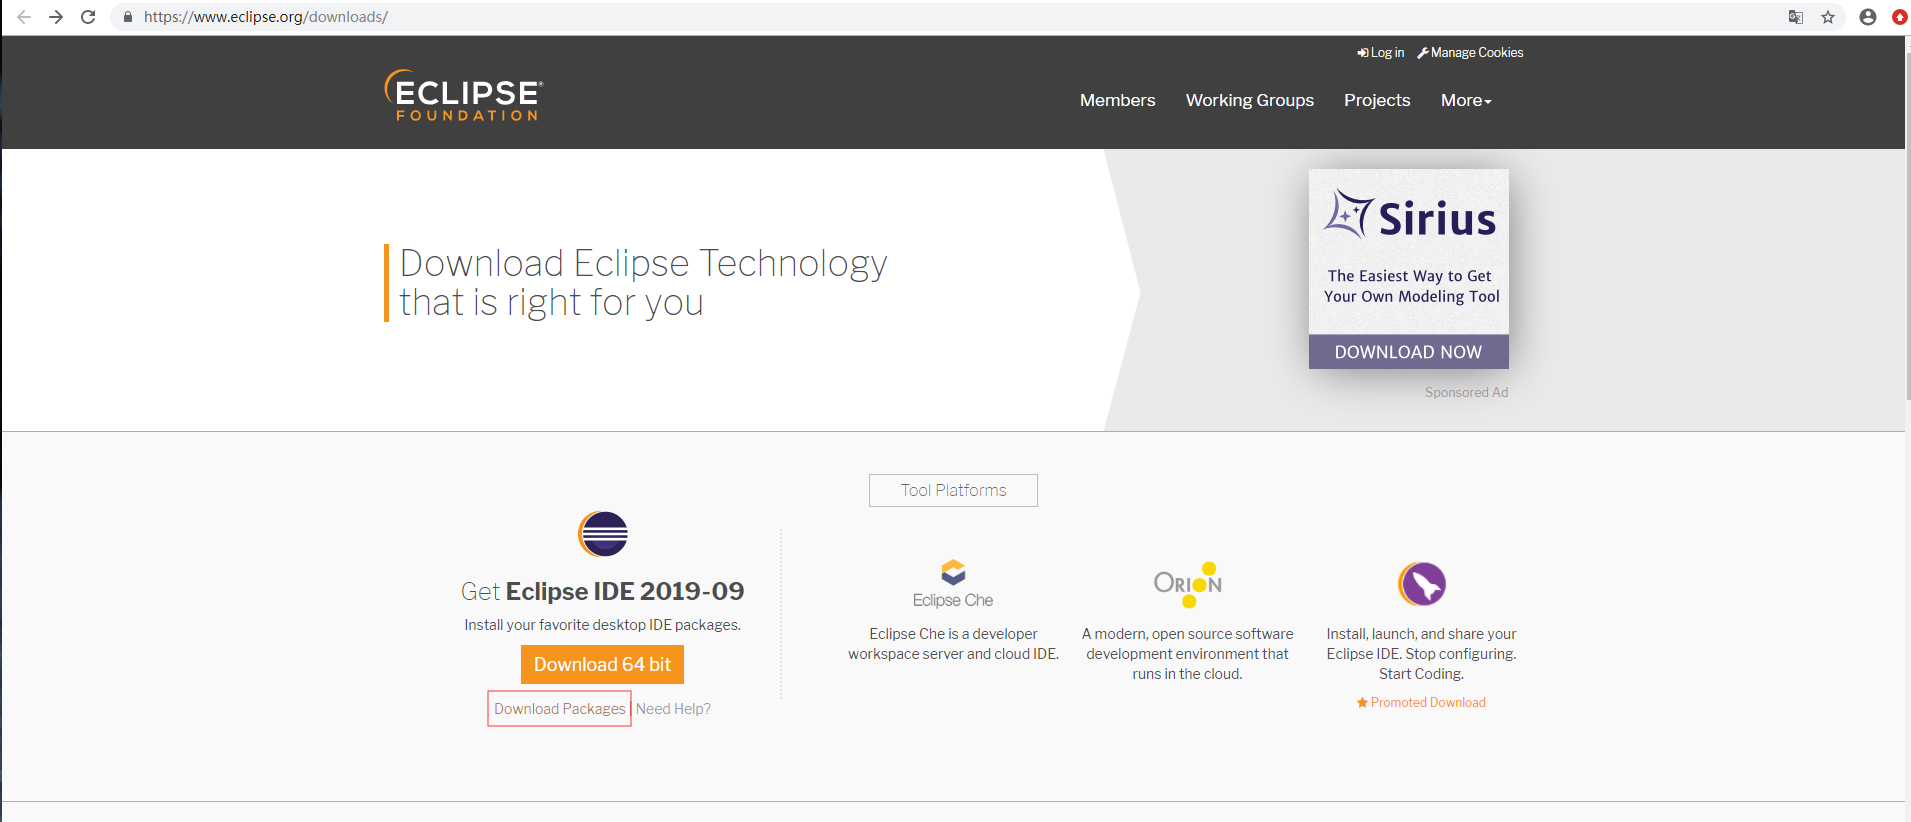 https://www.eclipse.org/downloads/
Log in Manage Cookies
ECLIPSE®
FOUNDATION
Members Working Groups Projects More
Download Eclipse Technology
that is right for you
Sirius
The Easiest Way to Get
Your Own Modeling Tool
DOWNLOAD NOW
Sponsored Ad
Tool Platforms
Get Eclipse IDE 2019-09
Install your favorite desktop IDE packages.
Download 64 bit
Download Packages | Need Help?
Eclipse Che
Eclipse Che is a developer
workspace server and cloud IDE.
ORION
A modern, open source software
development environment that
runs in the cloud.
Install, launch, and share your
Eclipse IDE. Stop configuring.
Start Coding.
Promoted Download